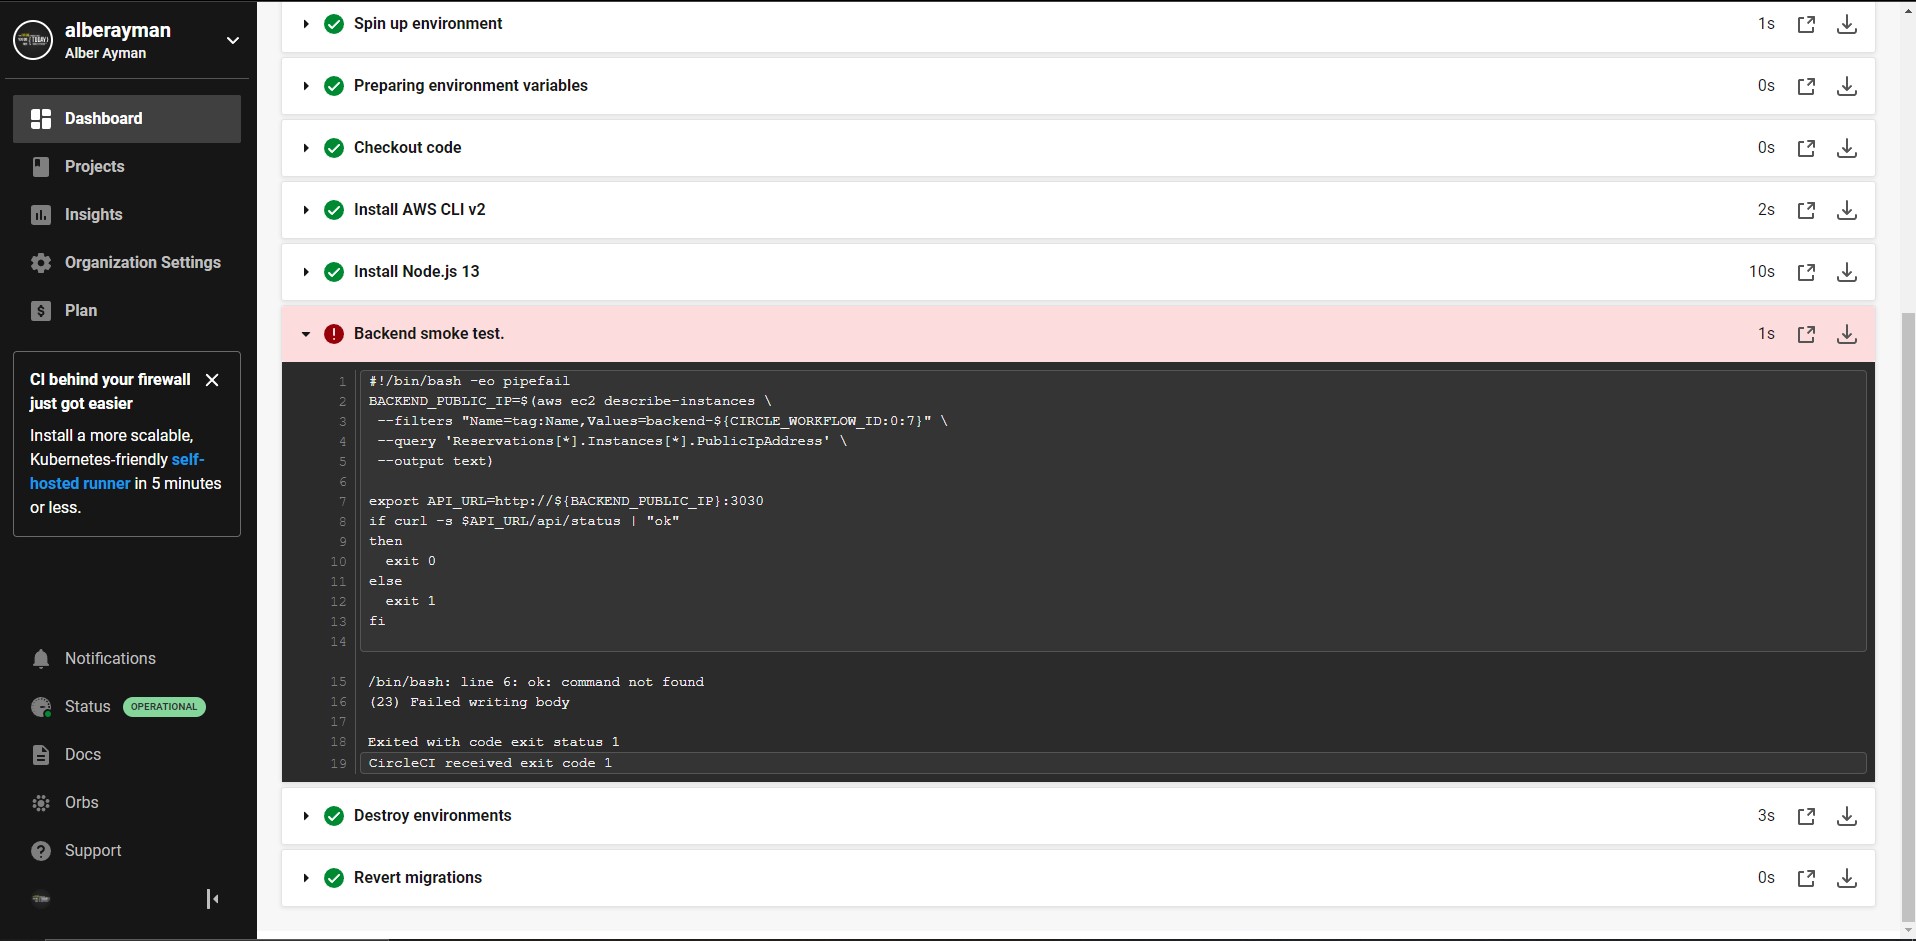 alberayman
Alber Ayman
Dashboard
Projects
Insights
Organization Settings
Plan
CI behind your firewall
just got easier
Install a more scalable,
Kubernetes-friendly self-
hosted runner in 5 minutes
or less.
Notifications
Status OPERATIONAL
Docs
Orbs
Support
Spin up environment 1s
Preparing environment variables 0s
Checkout code 0s
Install AWS CLI v2 2s
Install Node.js 13 10s
Backend smoke test. 1s
1 #!/bin/bash -eo pipefail
2 BACKEND_PUBLIC_IP=$(aws ec2 describe-instances \
3 --filters "Name=tag:Name,Values=backend-${CIRCLE_WORKFLOW_ID:0:7}" \
4 --query 'Reservations[*].Instances[*].PublicIpAddress' \
5 --output text)
6
7 export API_URL=http://${BACKEND_PUBLIC_IP}:3030
8 if curl -s $API_URL/api/status | "ok"
9 then
10 exit 0
11 else
12 exit 1
13 fi
14
15 /bin/bash: line 6: ok: command not found
16 (23) Failed writing body
17
18 Exited with code exit status 1
19 CircleCI received exit code 1
Destroy environments 3s
Revert migrations 0s